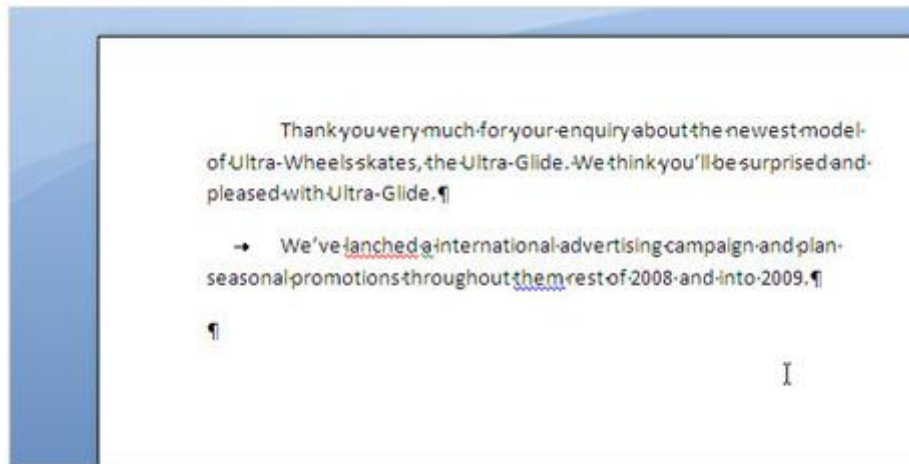 Thank you very much for your enquiry about the newest model
of Ultra-Wheels skates, the Ultra-Glide. We think you'll be surprised and
pleased with Ultra-Glide.¶
→ We've lanched a international advertising campaign and plan
seasonal promotions throughout them rest of 2008 and into 2009.¶
¶